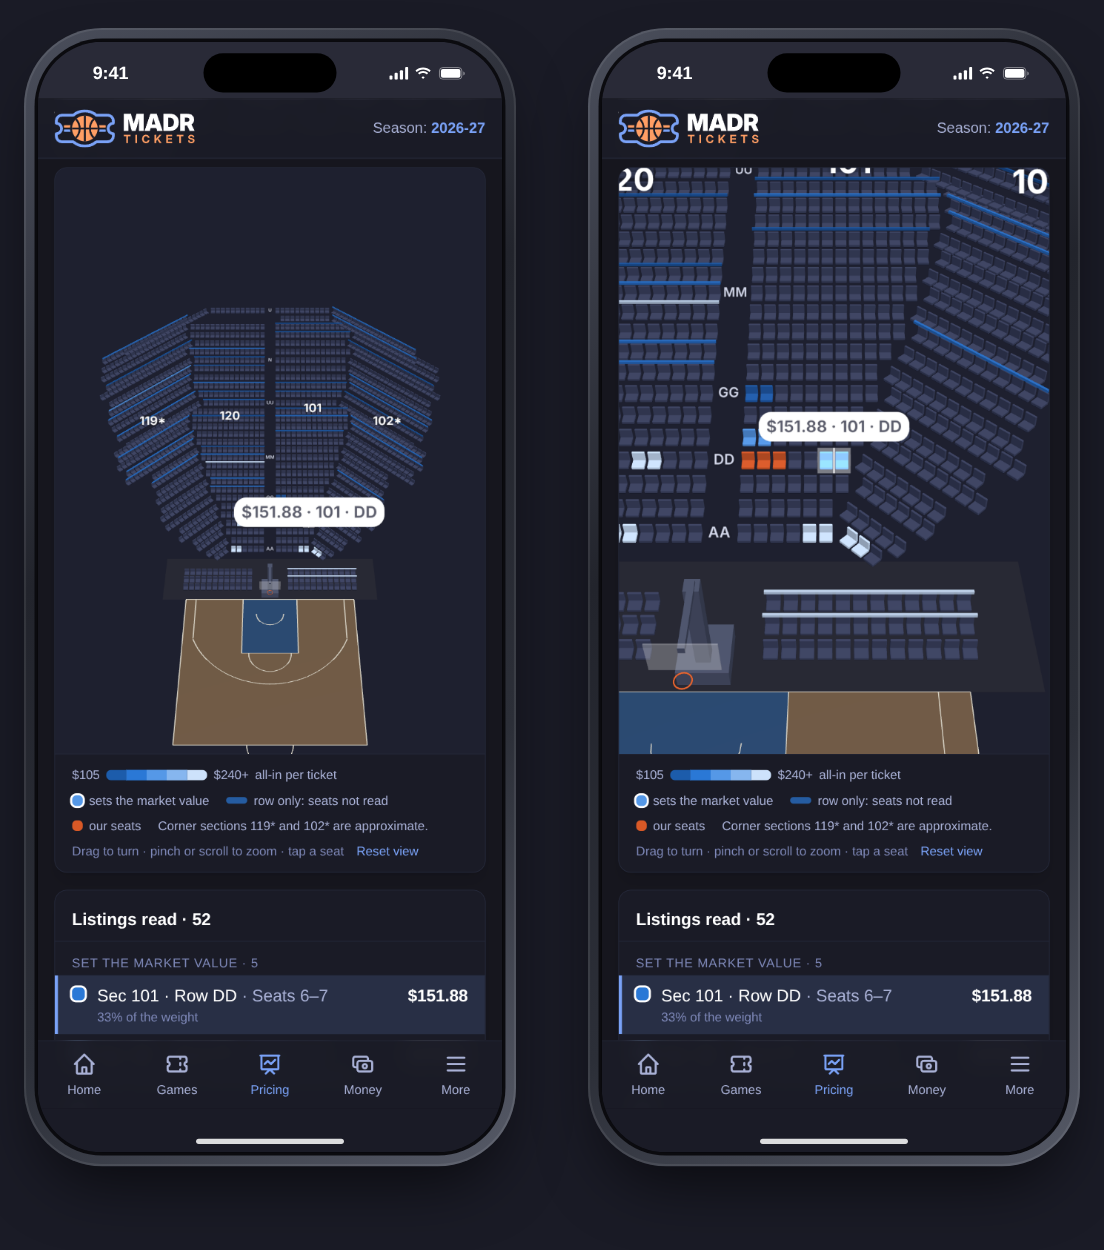 9:41
MADR
TICKETS
Season: 2026-27
N
UU
119*
120
101
102*
MM
$151.88 · 101 · DD
AA
$105 $240+ all-in per ticket
sets the market value row only: seats not read
our seats Corner sections 119* and 102* are approximate.
Drag to turn · pinch or scroll to zoom · tap a seat Reset view
Listings read · 52
SET THE MARKET VALUE · 5
Sec 101 · Row DD · Seats 6–7 $151.88
33% of the weight
Home Games Pricing Money More
9:41
MADR
TICKETS
Season: 2026-27
MM
GG
$151.88 · 101 · DD
DD
AA
$105 $240+ all-in per ticket
sets the market value row only: seats not read
our seats Corner sections 119* and 102* are approximate.
Drag to turn · pinch or scroll to zoom · tap a seat Reset view
Listings read · 52
SET THE MARKET VALUE · 5
Sec 101 · Row DD · Seats 6–7 $151.88
33% of the weight
Home Games Pricing Money More